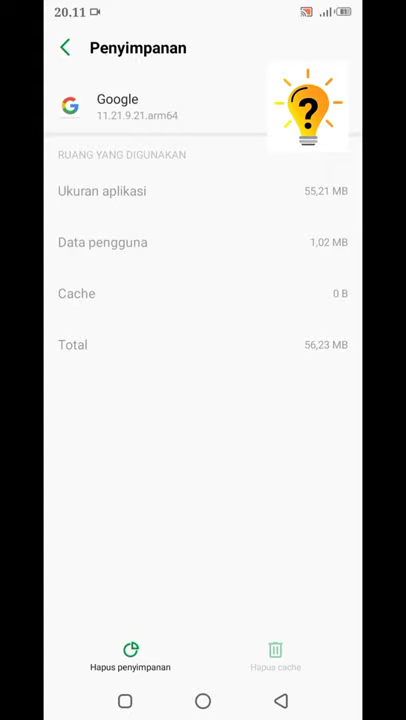 20.11
81
Penyimpanan
?
Google
11.21.9.21.arm64
RUANG YANG DIGUNAKAN
Ukuran aplikasi 55,21 MB
Data pengguna 1,02 MB
Cache 0 B
Total 56,23 MB
Hapus penyimpanan Hapus cache